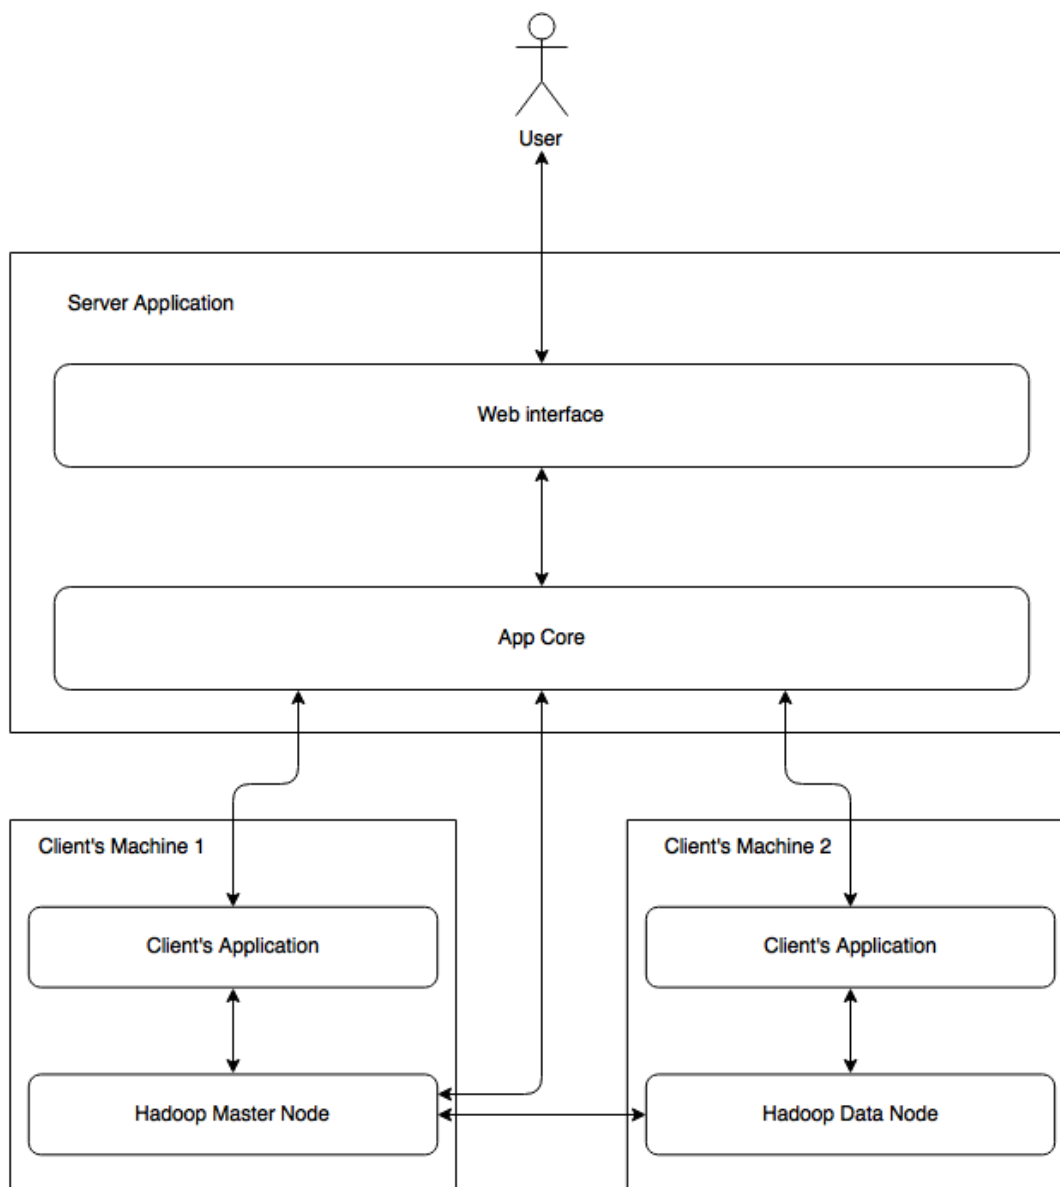 User
Server Application
Web interface
App Core
Client's Machine 1
Client's Machine 2
Client's Application
Client's Application
Hadoop Master Node
Hadoop Data Node